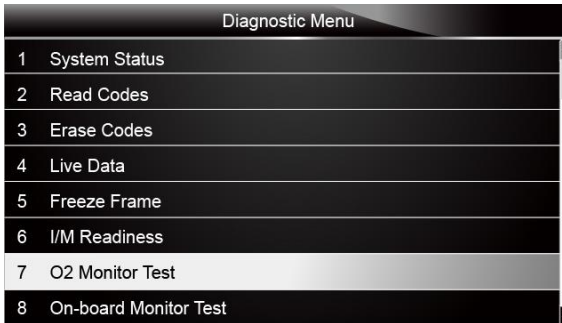 Diagnostic Menu
1 System Status
2 Read Codes
3 Erase Codes
4 Live Data
5 Freeze Frame
6 I/M Readiness
7 O2 Monitor Test
8 On-board Monitor Test